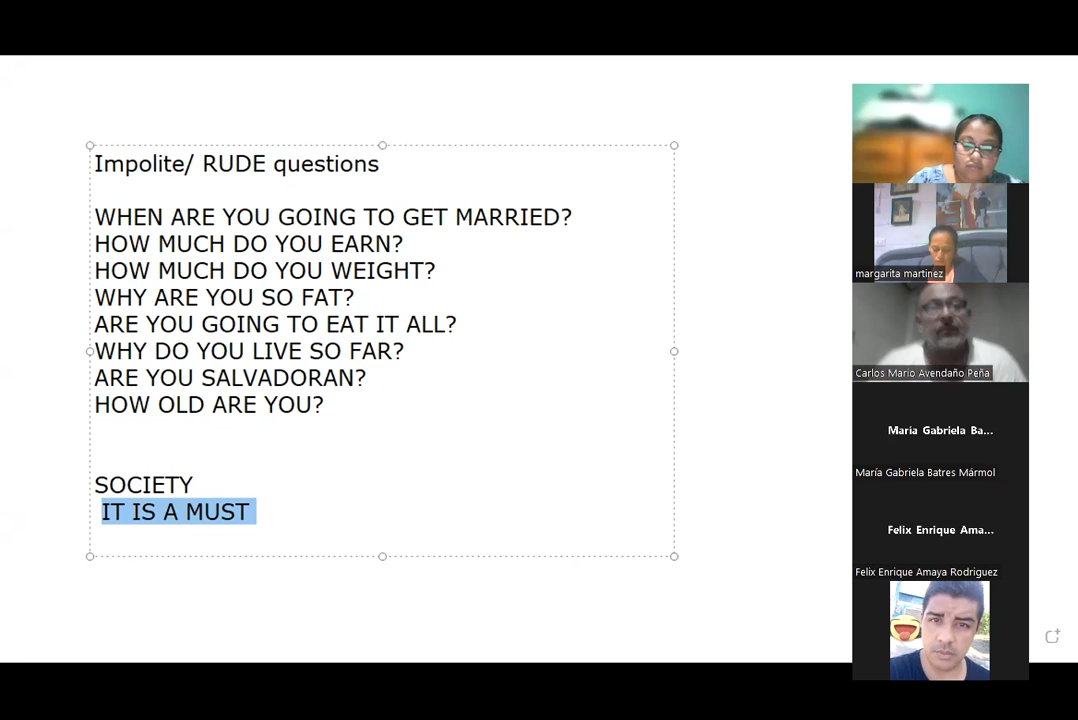 Impolite/ RUDE questions
WHEN ARE YOU GOING TO GET MARRIED?
HOW MUCH DO YOU EARN?
HOW MUCH DO YOU WEIGHT?
WHY ARE YOU SO FAT?
ARE YOU GOING TO EAT IT ALL?
WHY DO YOU LIVE SO FAR?
ARE YOU SALVADORAN?
HOW OLD ARE YOU?
SOCIETY
IT IS A MUST
margarita martinez
Carlos Mario Avendaño Peña
María Gabriela Ba...
María Gabriela Batres Mármol
Felix Enrique Ama...
Felix Enrique Amaya Rodriguez